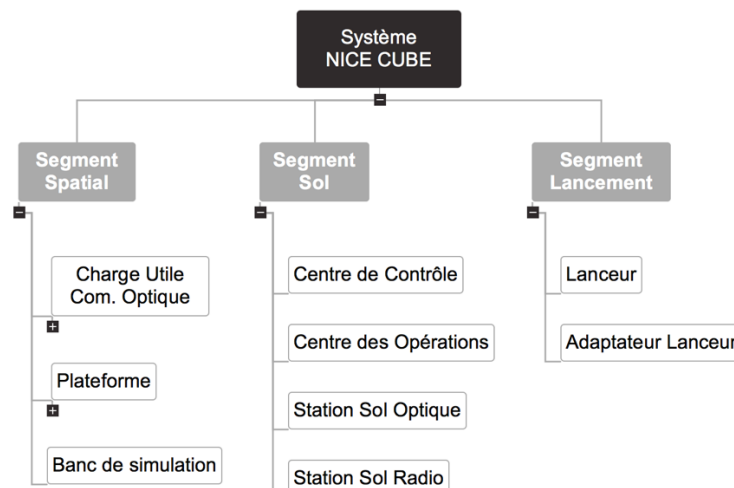 Système
NICE CUBE
Segment
Spatial
Segment
Sol
Segment
Lancement
Charge Utile
Com. Optique
Plateforme
Banc de simulation
Centre de Contrôle
Centre des Opérations
Station Sol Optique
Station Sol Radio
Lanceur
Adaptateur Lanceur